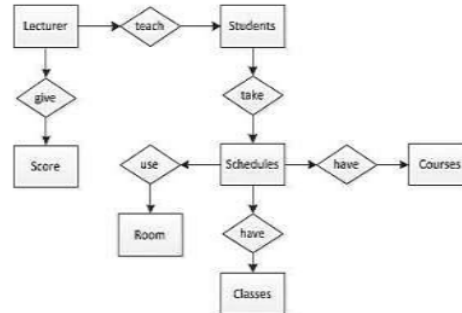 Lecturer
teach
Students
give
take
Score
use
Schedules
have
Courses
Room
have
Classes